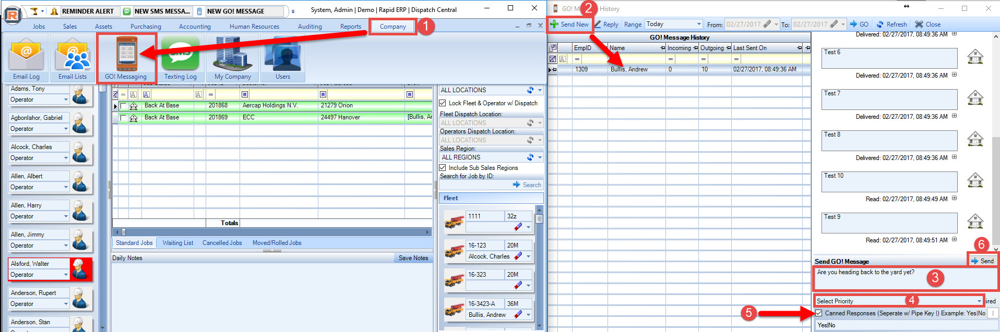 REMINDER ALERT
NEW SMS MESSA...
NEW GO! MESSAGE
System, Admin | Demo | Rapid ERP | Dispatch Central
Jobs Sales Assets Purchasing Accounting Human Resources Auditing Reports Company
1
Email Log Email Lists GO! Messaging Texting Log My Company Users
SMS
Adams, Tony
Operator
Agbonlahor, Gabriel
Operator
Alcock, Charles
Operator
Allen, Albert
Operator
Allen, Harry
Operator
Allen, Jimmy
Operator
Alsford, Walter
Operator
Anderson, Rupert
Operator
Anderson, Stan
Back At Base 201868 Aercap Holdings N.V. 21279 Orion
Back At Base 201869 ECC 24497 Hanover [Bullis, Ar
Totals
Standard Jobs Waiting List Cancelled Jobs Moved/Rolled Jobs
Daily Notes Save Notes
ALL LOCATIONS
Lock Fleet & Operator w/ Dispatch
Fleet Dispatch Location:
ALL LOCATIONS
Operators Dispatch Location:
ALL LOCATIONS
Sales Region:
ALL REGIONS
Include Sub Sales Regions
Search for Job by ID:
Search
Fleet
1111 32z
16-123 20M
Alcock, Charles
16-323 20M
16-3423-A 36M
Bullis, Andrew
2
Send New Reply Range Today From: 02/27/2017 To: 02/27/2017 GO Refresh Close
GO! Message History
EmpID Name Incoming Outgoing Last Sent On
1309 Bullis, Andrew 0 10 02/27/2017, 08:49:36 AM
Delivered: 02/27/2017, 08:49:36 AM
Test 6
Delivered: 02/27/2017, 08:49:36 AM
Test 7
Delivered: 02/27/2017, 08:49:36 AM
Test 8
Delivered: 02/27/2017, 08:49:36 AM
Test 10
Read: 02/27/2017, 08:49:49 AM
Test 9
Read: 02/27/2017, 08:49:51 AM
6
Send GO! Message Send
Are you heading back to the yard yet?
3
Select Priority 4 ired
5 Canned Responses (Seperate w/ Pipe Key |) Example: Yes|No |
Yes|No